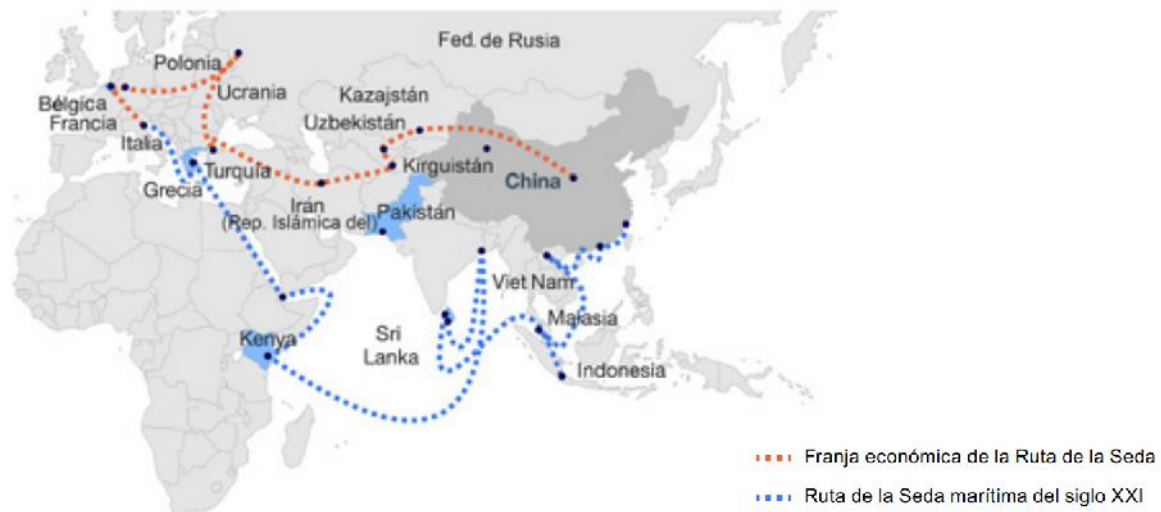 Fed. de Rusia
Polonia
Ucrania
Kazajstán
Bélgica
Francia
Uzbekistán
Italia
Turquía
Kirguistán
China
Grecia
Irán
(Rep. Islámica del)
Pakistán
Viet Nam
Malasia
Kenya
Sri
Lanka
Indonesia
Franja económica de la Ruta de la Seda
Ruta de la Seda marítima del siglo XXI